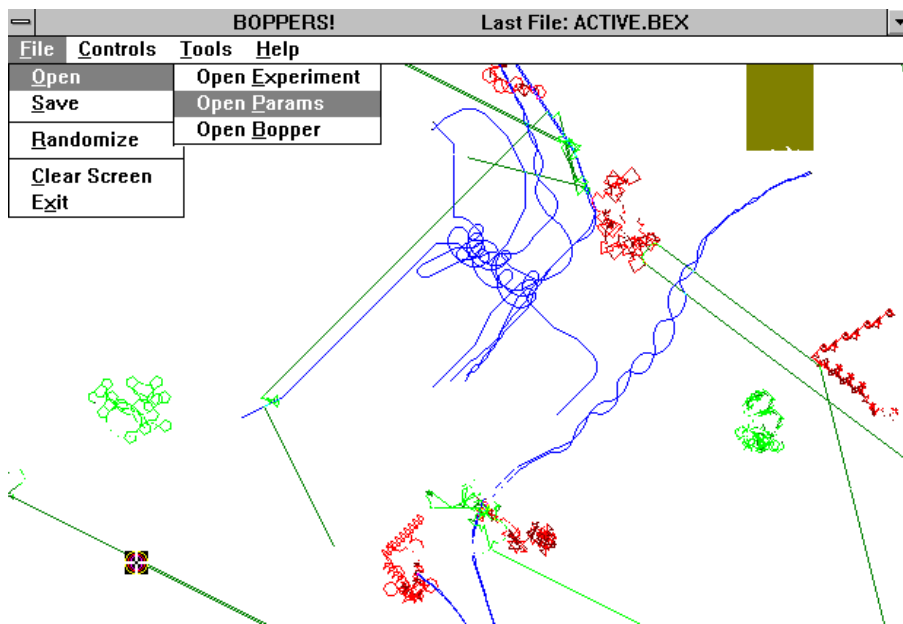 BOPPERS! Last File: ACTIVE.BEX
File Controls Tools Help
Open
Save
Randomize
Clear Screen
Exit
Open Experiment
Open Params
Open Bopper